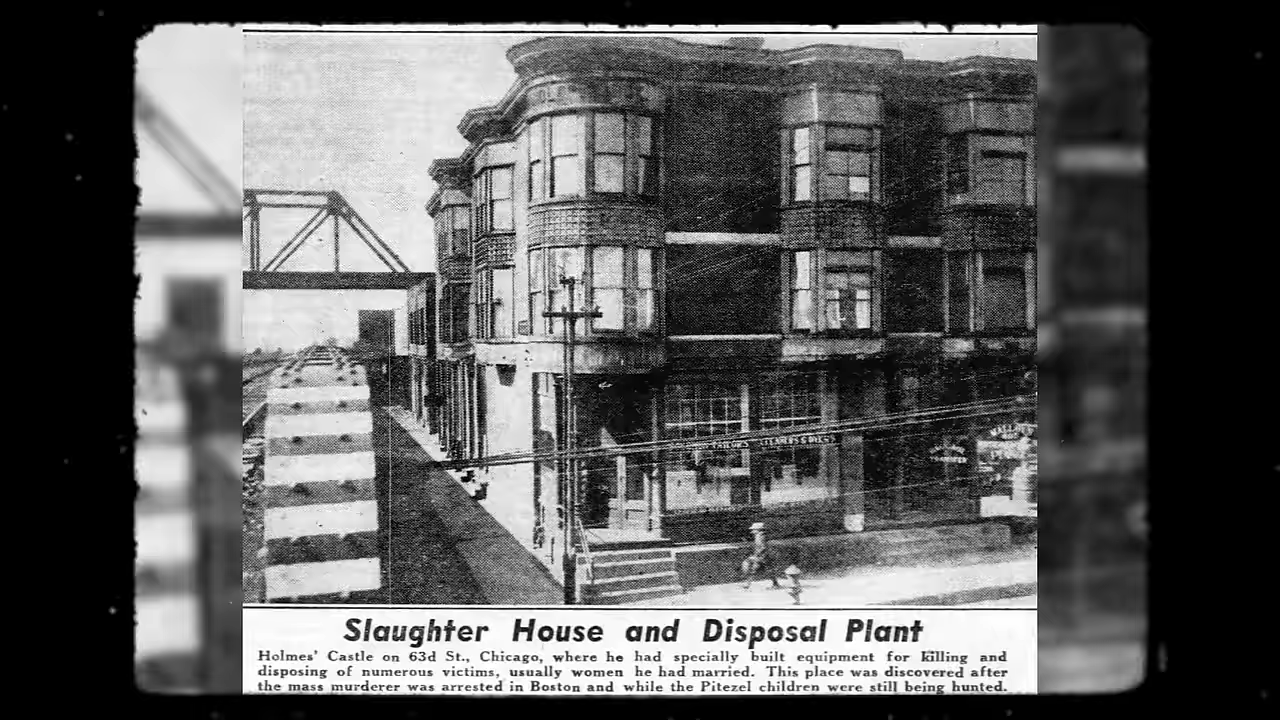 Slaughter House and Disposal Plant
Holmes' Castle on 63d St., Chicago, where he had specially built equipment for killing and
disposing of numerous victims, usually women he had married. This place was discovered after
the mass murderer was arrested in Boston and while the Pitezel children were still being hunted.